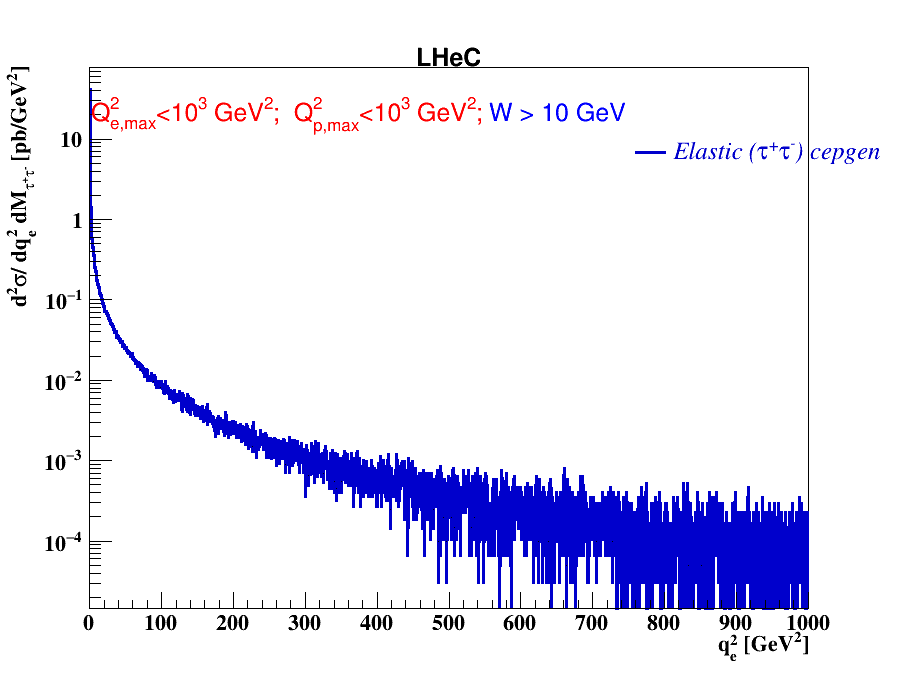 LHeC
Q²e,max<10³ GeV²; Q²p,max<10³ GeV²; W > 10 GeV
Elastic (τ⁺τ⁻) cepgen
d²σ/ dq²e dMτ⁺τ⁻ [pb/GeV²]
10
1
10⁻¹
10⁻²
10⁻³
10⁻⁴
0 100 200 300 400 500 600 700 800 900 1000
q²e [GeV²]